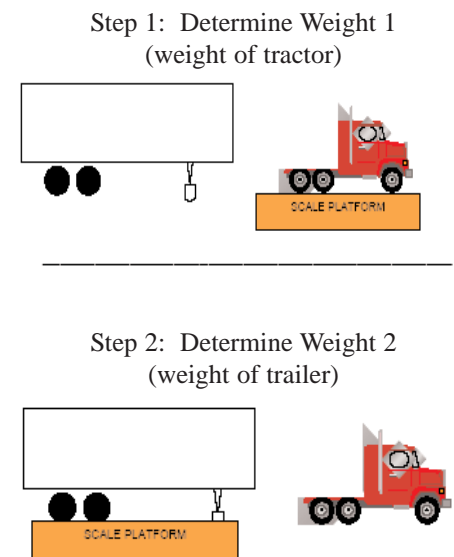 Step 1: Determine Weight 1
(weight of tractor)
SCALE PLATFORM
Step 2: Determine Weight 2
(weight of trailer)
SCALE PLATFORM